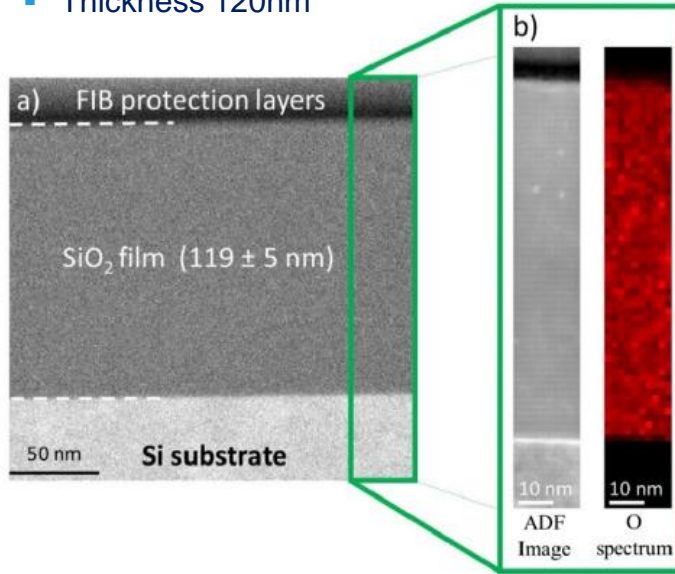 ▪ Thickness 120nm
a) FIB protection layers
SiO₂ film (119 ± 5 nm)
50 nm
Si substrate
b)
10 nm
10 nm
ADF
Image
O
spectrum